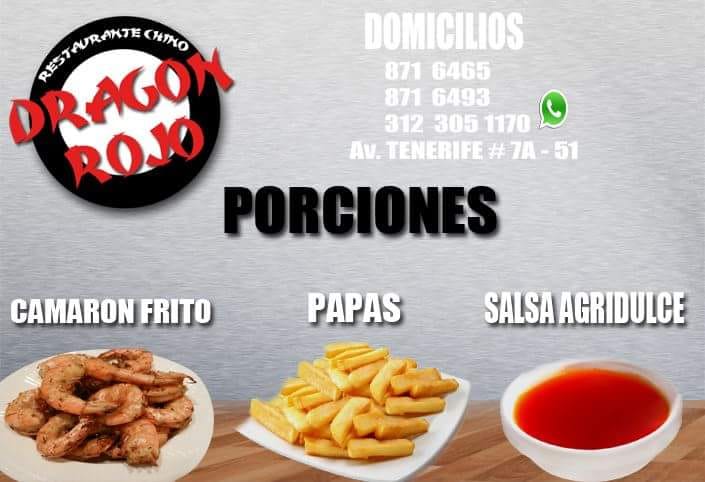 RESTAURANTE CHINO
DRAGON
ROJO
DOMICILIOS
871 6465
871 6493
312 305 1170
Av. TENERIFE # 7A - 51
PORCIONES
CAMARON FRITO
PAPAS
SALSA AGRIDULCE